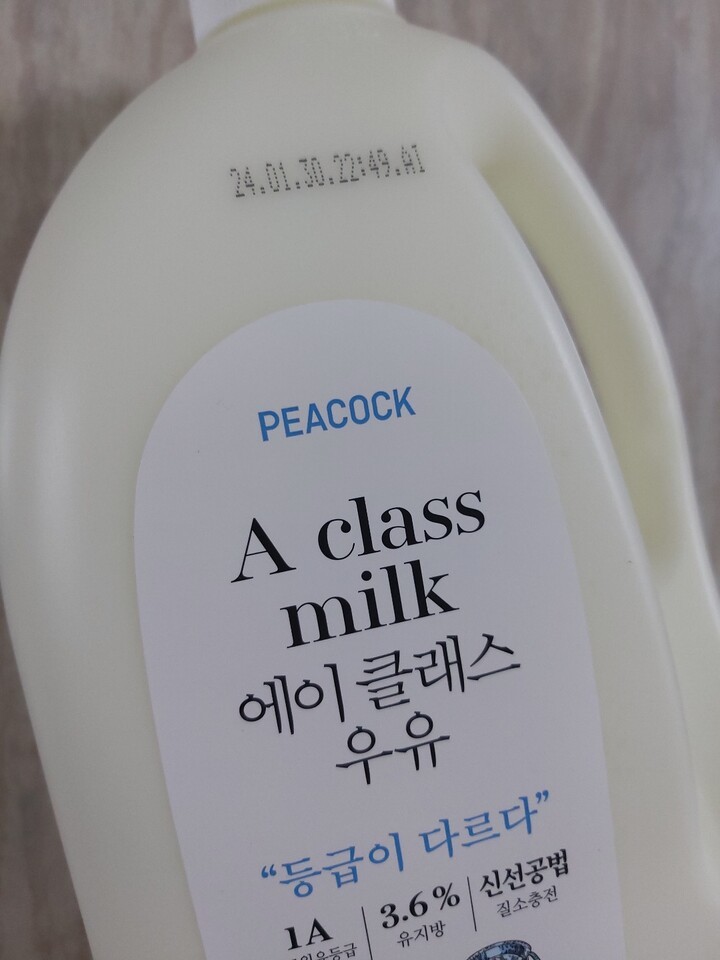 24.01.30.22:49.A1
PEACOCK
A class
milk
에이 클래스
우유
“등급이 다르다”
1A 3.6% 신선공법
유지방 질소충전